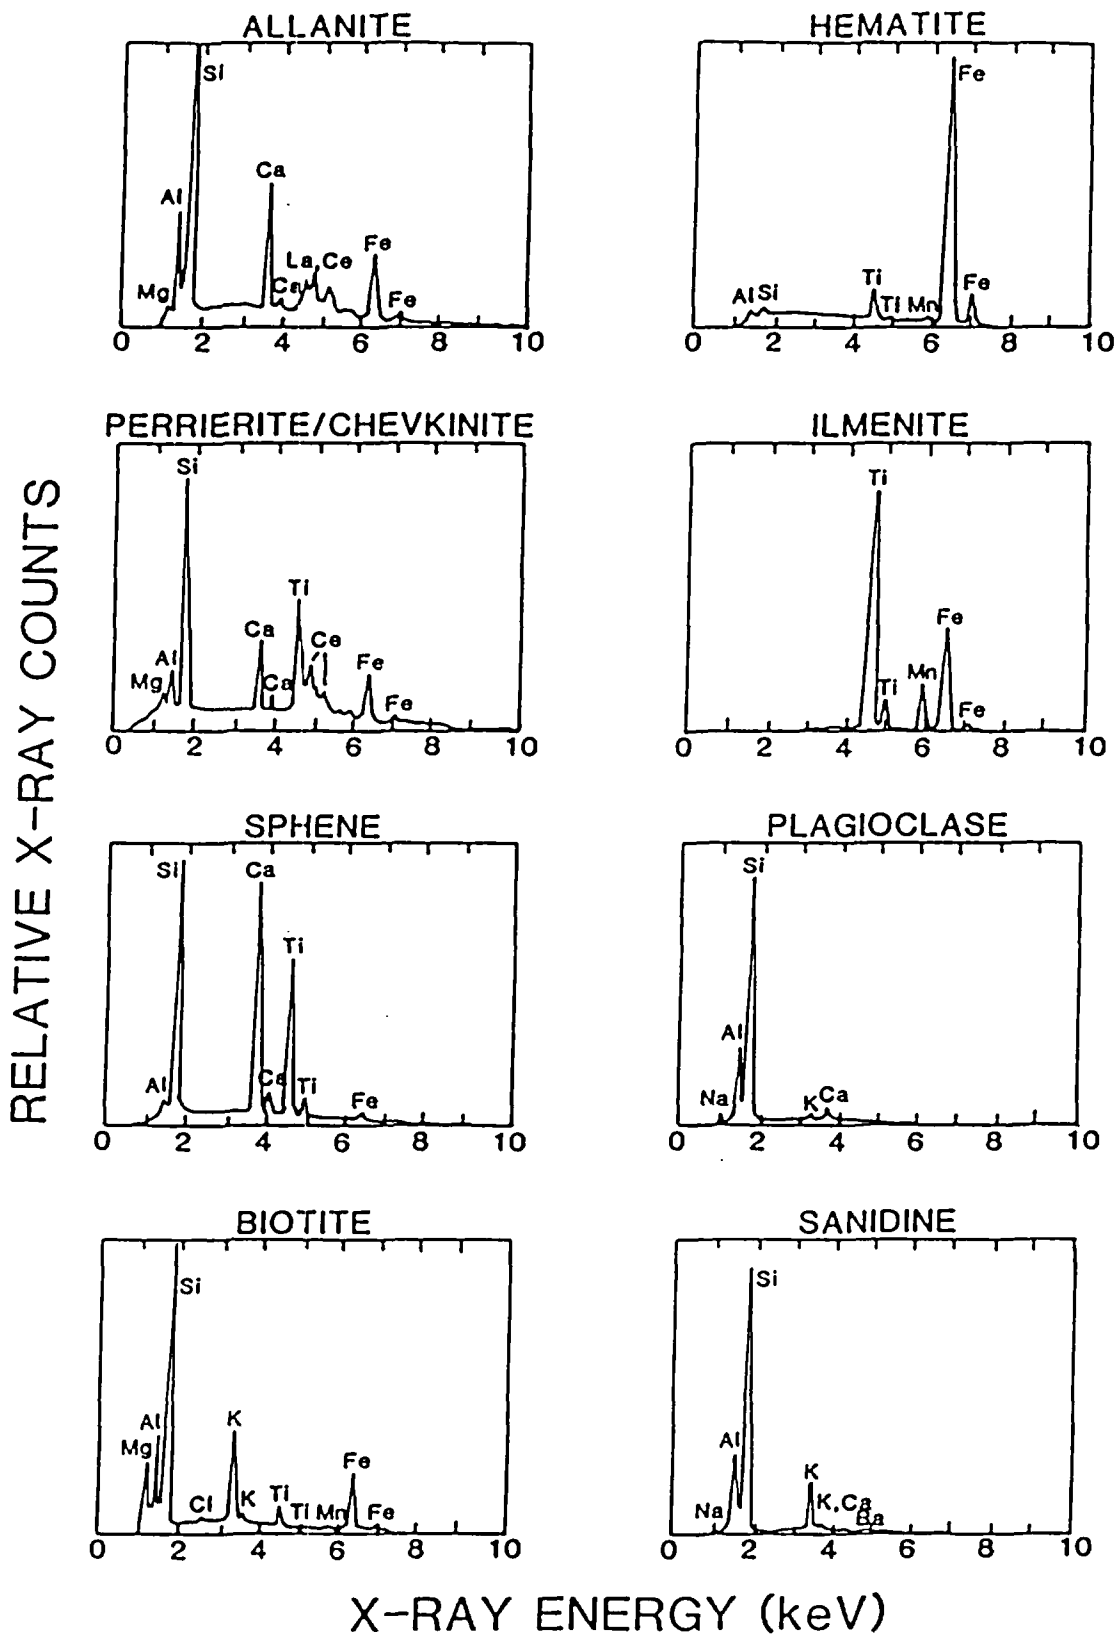 RELATIVE X-RAY COUNTS
ALLANITE
Si
Ca
Al
Fe
La, Ce
Mg
Ca
Fe
0 2 4 6 8 10
HEMATITE
Fe
Ti
Fe
Al Si
Ti Mn
0 2 4 6 8 10
PERRIERITE/CHEVKINITE
Si
Ti
Ca
Ce
Al
Fe
Mg
Ca
Fe
0 2 4 6 8 10
ILMENITE
Ti
Fe
Mn
Ti
Fe
0 2 4 6 8 10
SPHENE
Si Ca
Ti
Al
Ca
Ti
Fe
0 2 4 6 8 10
PLAGIOCLASE
Si
Al
Na
K Ca
0 2 4 6 8 10
BIOTITE
Si
Al
K
Mg
Fe
Cl
K
Ti
Ti
Mn
Fe
0 2 4 6 8 10
SANIDINE
Si
Al
K
Na
K,Ca
Ba
0 2 4 6 8 10
X-RAY ENERGY (keV)